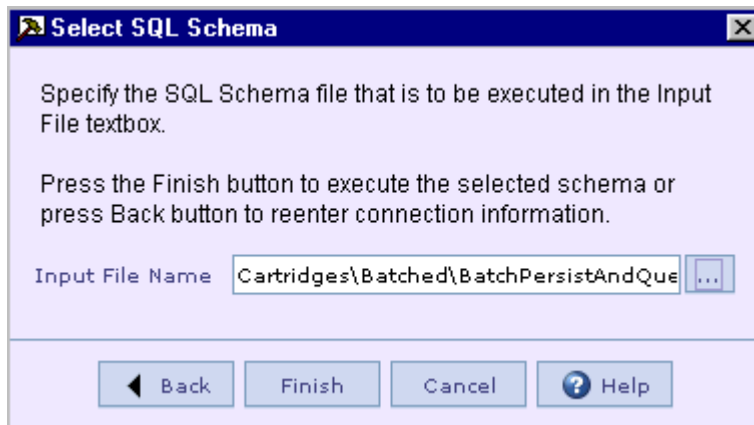 Select SQL Schema
Specify the SQL Schema file that is to be executed in the Input
File textbox.
Press the Finish button to execute the selected schema or
press Back button to reenter connection information.
Input File Name Cartridges\Batched\BatchPersistAndQue ...
Back Finish Cancel Help